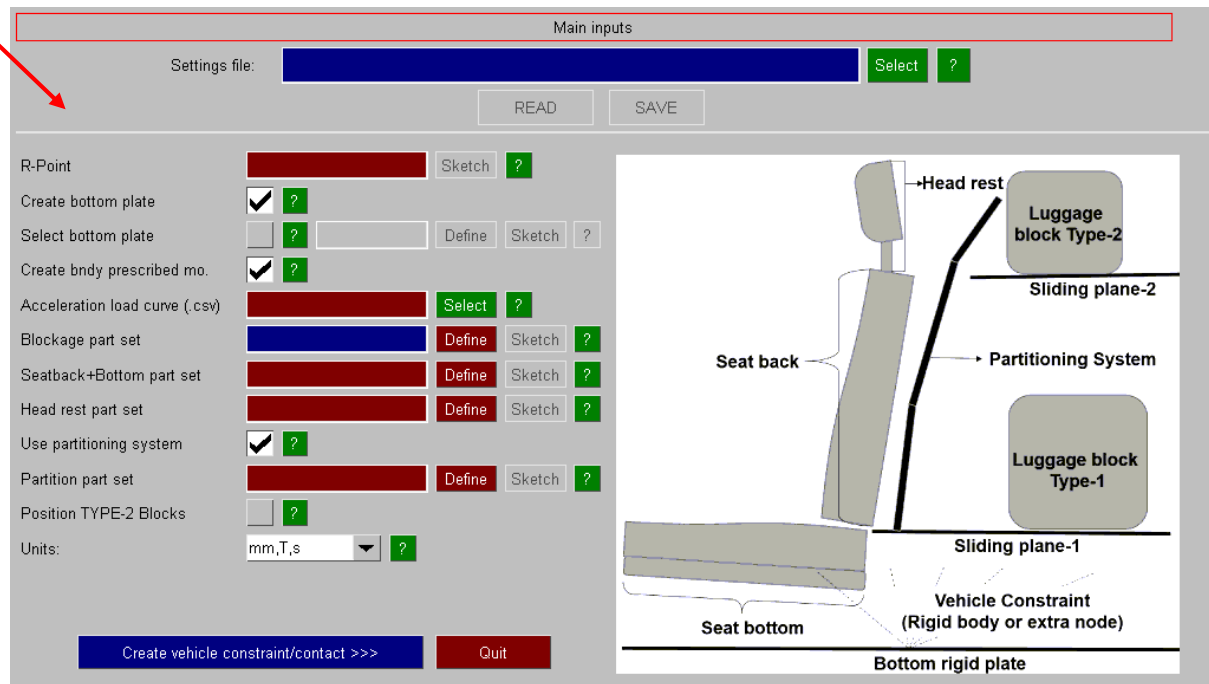 Main inputs
Settings file: Select ?
READ SAVE
R-Point Sketch ?
Create bottom plate ?
Select bottom plate ? Define Sketch ?
Create bndy prescribed mo. ?
Acceleration load curve (.csv) Select ?
Blockage part set Define Sketch ?
Seatback+Bottom part set Define Sketch ?
Head rest part set Define Sketch ?
Use partitioning system ?
Partition part set Define Sketch ?
Position TYPE-2 Blocks ?
Units: mm,T,s ?
Create vehicle constraint/contact >>> Quit
Head rest
Luggage
block Type-2
Sliding plane-2
Seat back
Partitioning System
Luggage block
Type-1
Sliding plane-1
Vehicle Constraint
(Rigid body or extra node)
Seat bottom
Bottom rigid plate